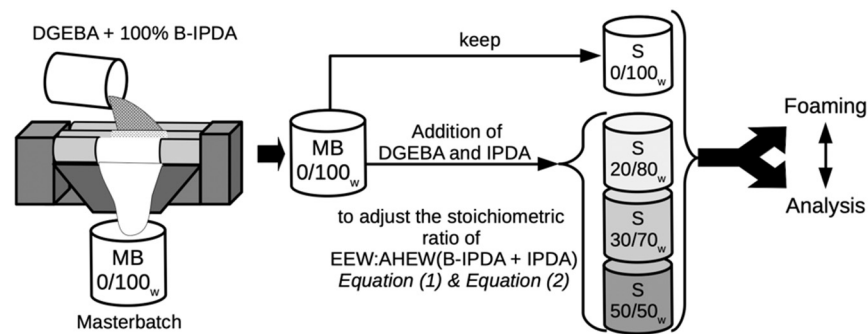 DGEBA + 100% B-IPDA
MB
0/100w
Masterbatch
MB
0/100w
keep
Addition of
DGEBA and IPDA
to adjust the stoichiometric
ratio of
EEW:AHEW(B-IPDA + IPDA)
Equation (1) & Equation (2)
S
0/100w
S
20/80w
S
30/70w
S
50/50w
Foaming
Analysis